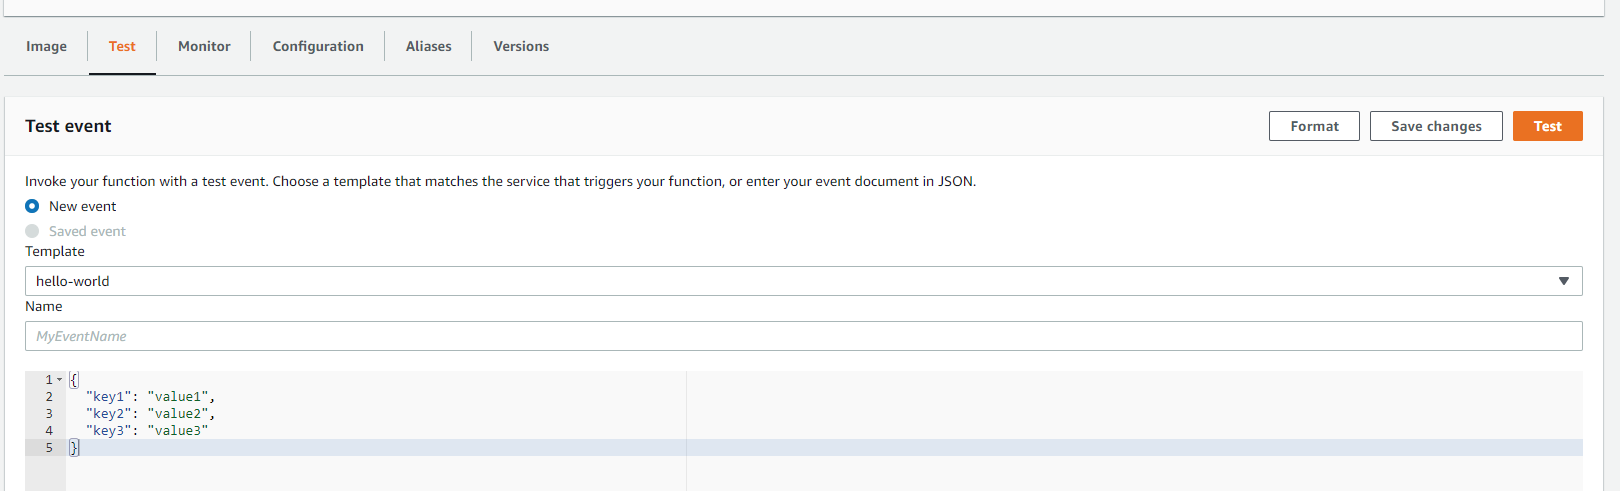 Image Test Monitor Configuration Aliases Versions
Test event Format Save changes Test
Invoke your function with a test event. Choose a template that matches the service that triggers your function, or enter your event document in JSON.
New event
Saved event
Template
hello-world
Name
MyEventName
1 {
2 "key1": "value1",
3 "key2": "value2",
4 "key3": "value3"
5 }